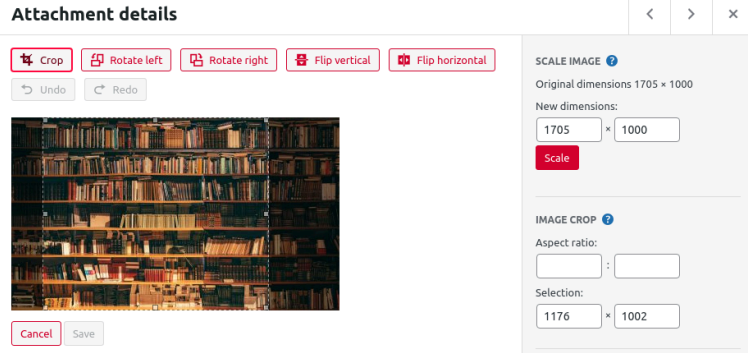 Attachment details
Crop
Rotate left
Rotate right
Flip vertical
Flip horizontal
Undo
Redo
Cancel
Save
SCALE IMAGE
Original dimensions 1705 × 1000
New dimensions:
1705 × 1000
Scale
IMAGE CROP
Aspect ratio:
:
Selection:
1176 × 1002